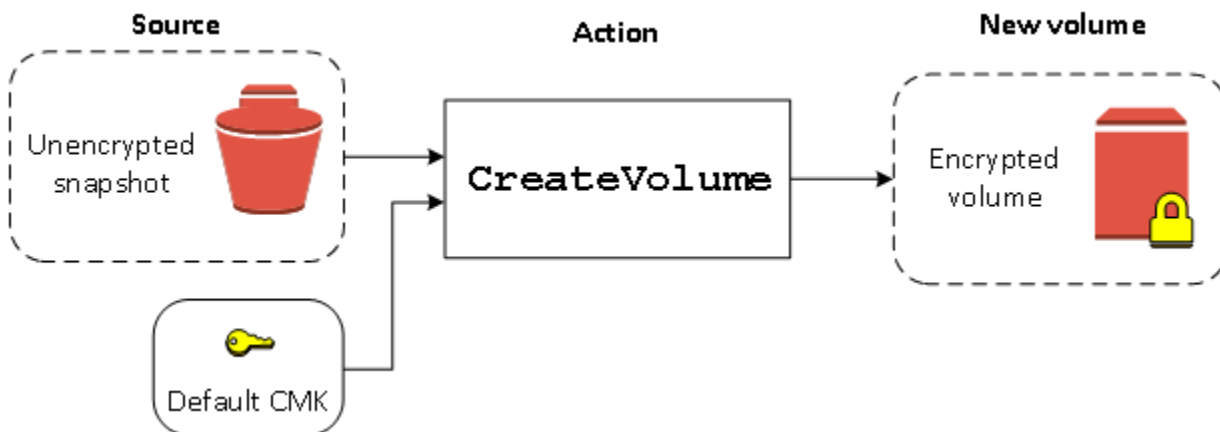 Source
Action
New volume
Unencrypted
snapshot
CreateVolume
Encrypted
volume
Default CMK